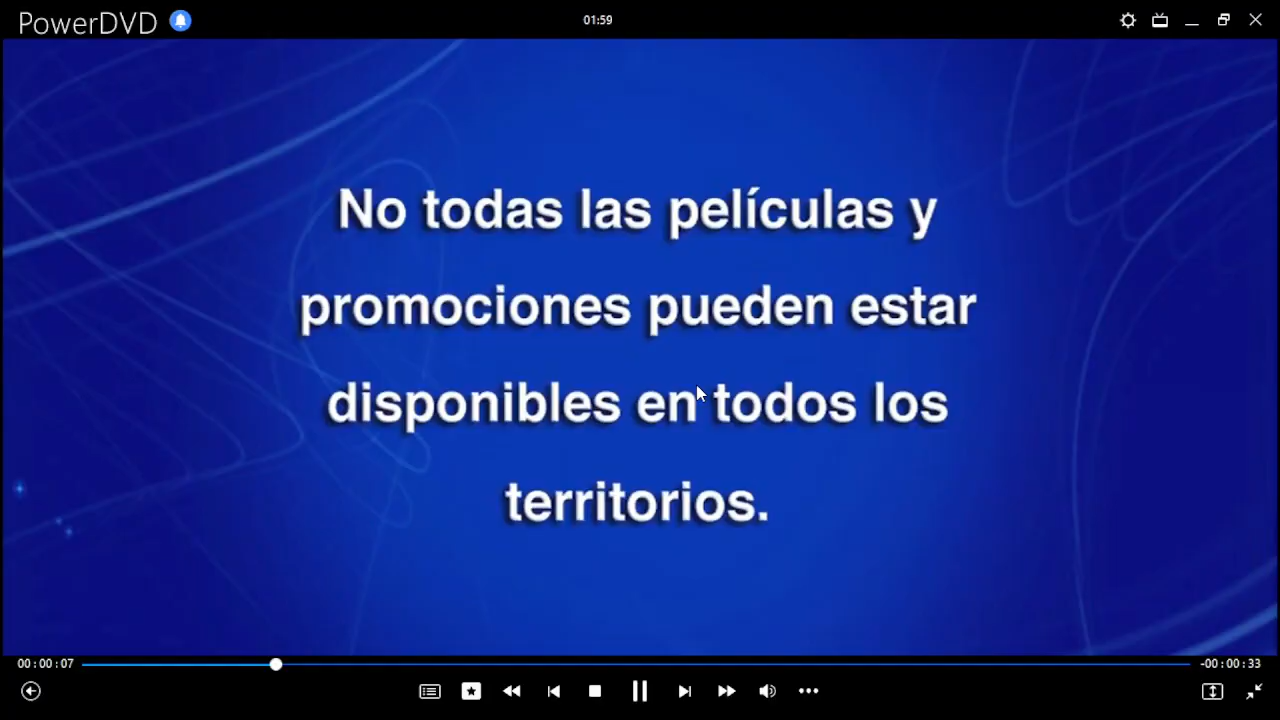 PowerDVD
01:59
No todas las películas y
promociones pueden estar
disponibles en todos los
territorios.
00:00:07
-00:00:33